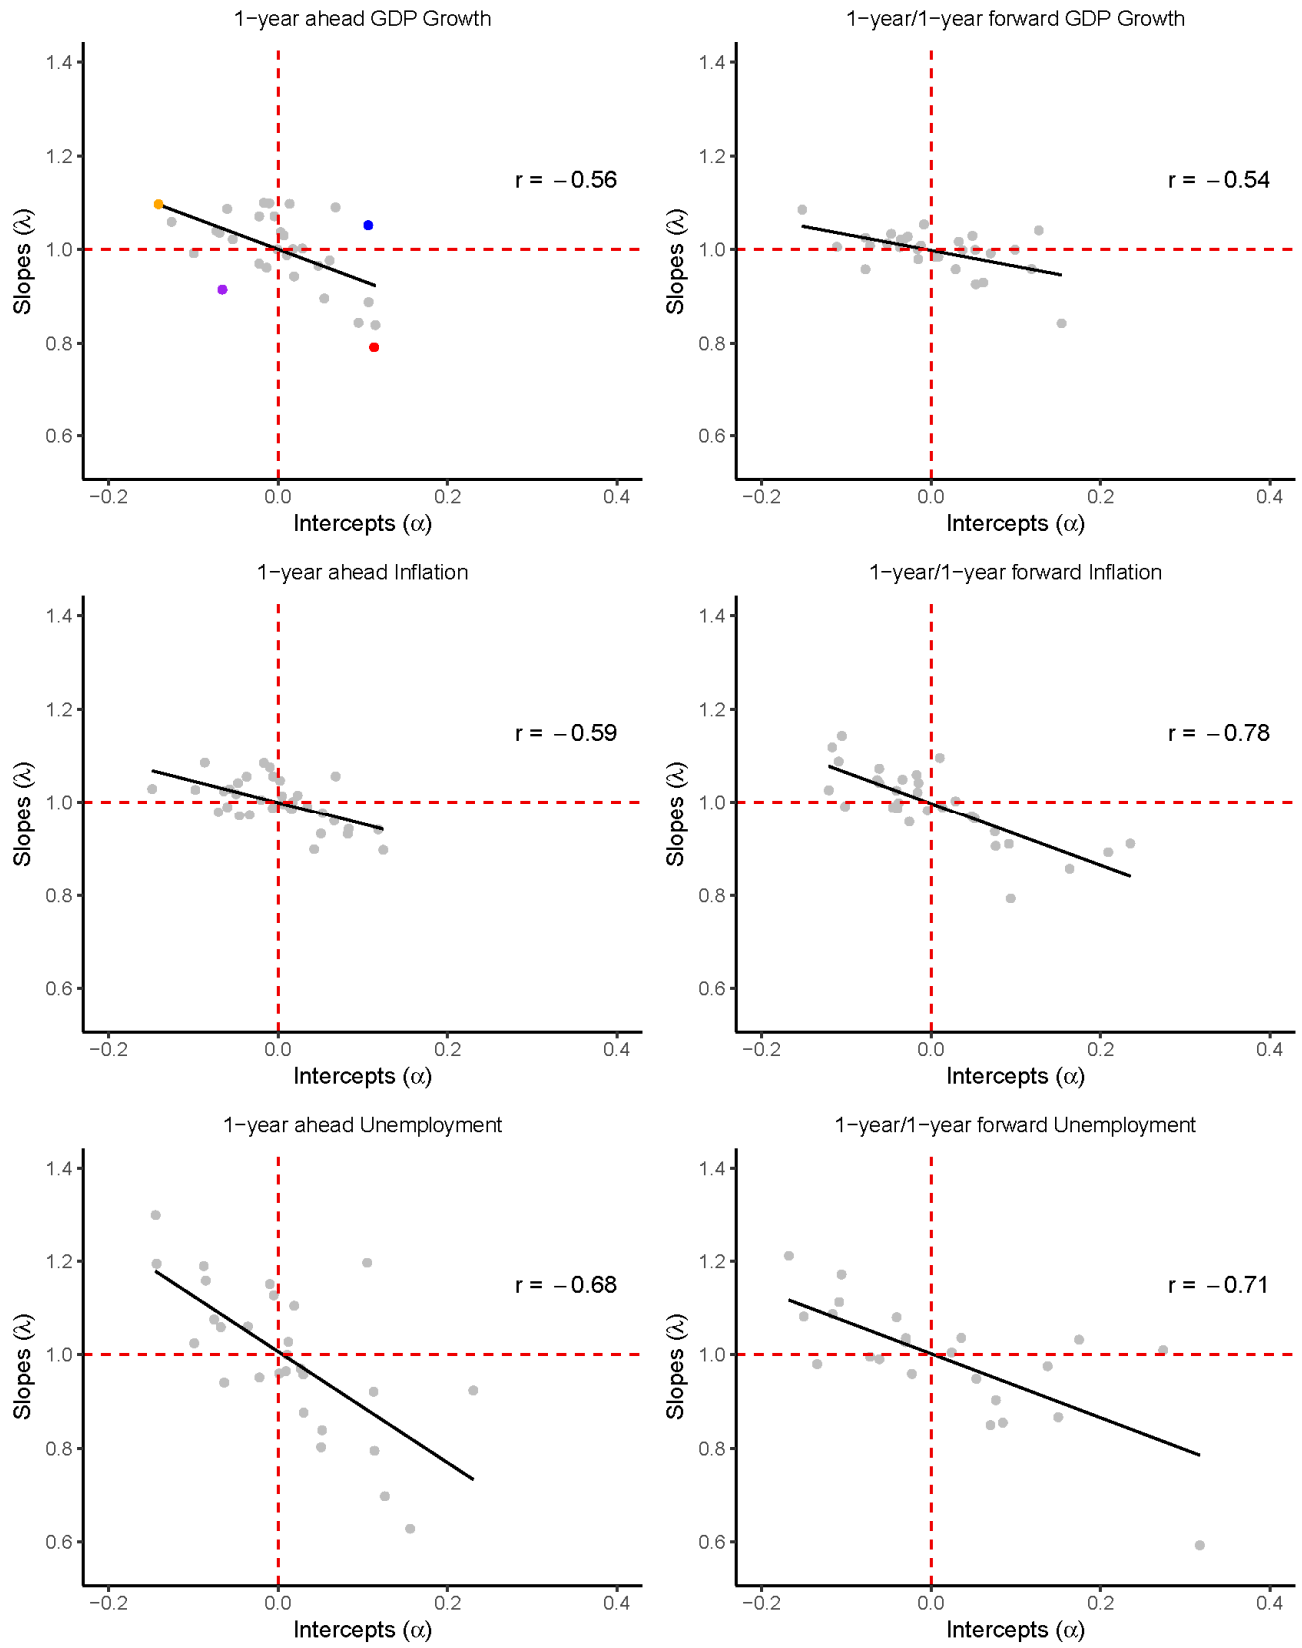 1−year ahead GDP Growth
1.4
1.2
1.0
0.8
0.6
r = −0.56
Slopes (λ)
−0.2 0.0 0.2 0.4
Intercepts (α)
1−year/1−year forward GDP Growth
1.4
1.2
1.0
0.8
0.6
r = −0.54
Slopes (λ)
−0.2 0.0 0.2 0.4
Intercepts (α)
1−year ahead Inflation
1.4
1.2
1.0
0.8
0.6
r = −0.59
Slopes (λ)
−0.2 0.0 0.2 0.4
Intercepts (α)
1−year/1−year forward Inflation
1.4
1.2
1.0
0.8
0.6
r = −0.78
Slopes (λ)
−0.2 0.0 0.2 0.4
Intercepts (α)
1−year ahead Unemployment
1.4
1.2
1.0
0.8
0.6
r = −0.68
Slopes (λ)
−0.2 0.0 0.2 0.4
Intercepts (α)
1−year/1−year forward Unemployment
1.4
1.2
1.0
0.8
0.6
r = −0.71
Slopes (λ)
−0.2 0.0 0.2 0.4
Intercepts (α)